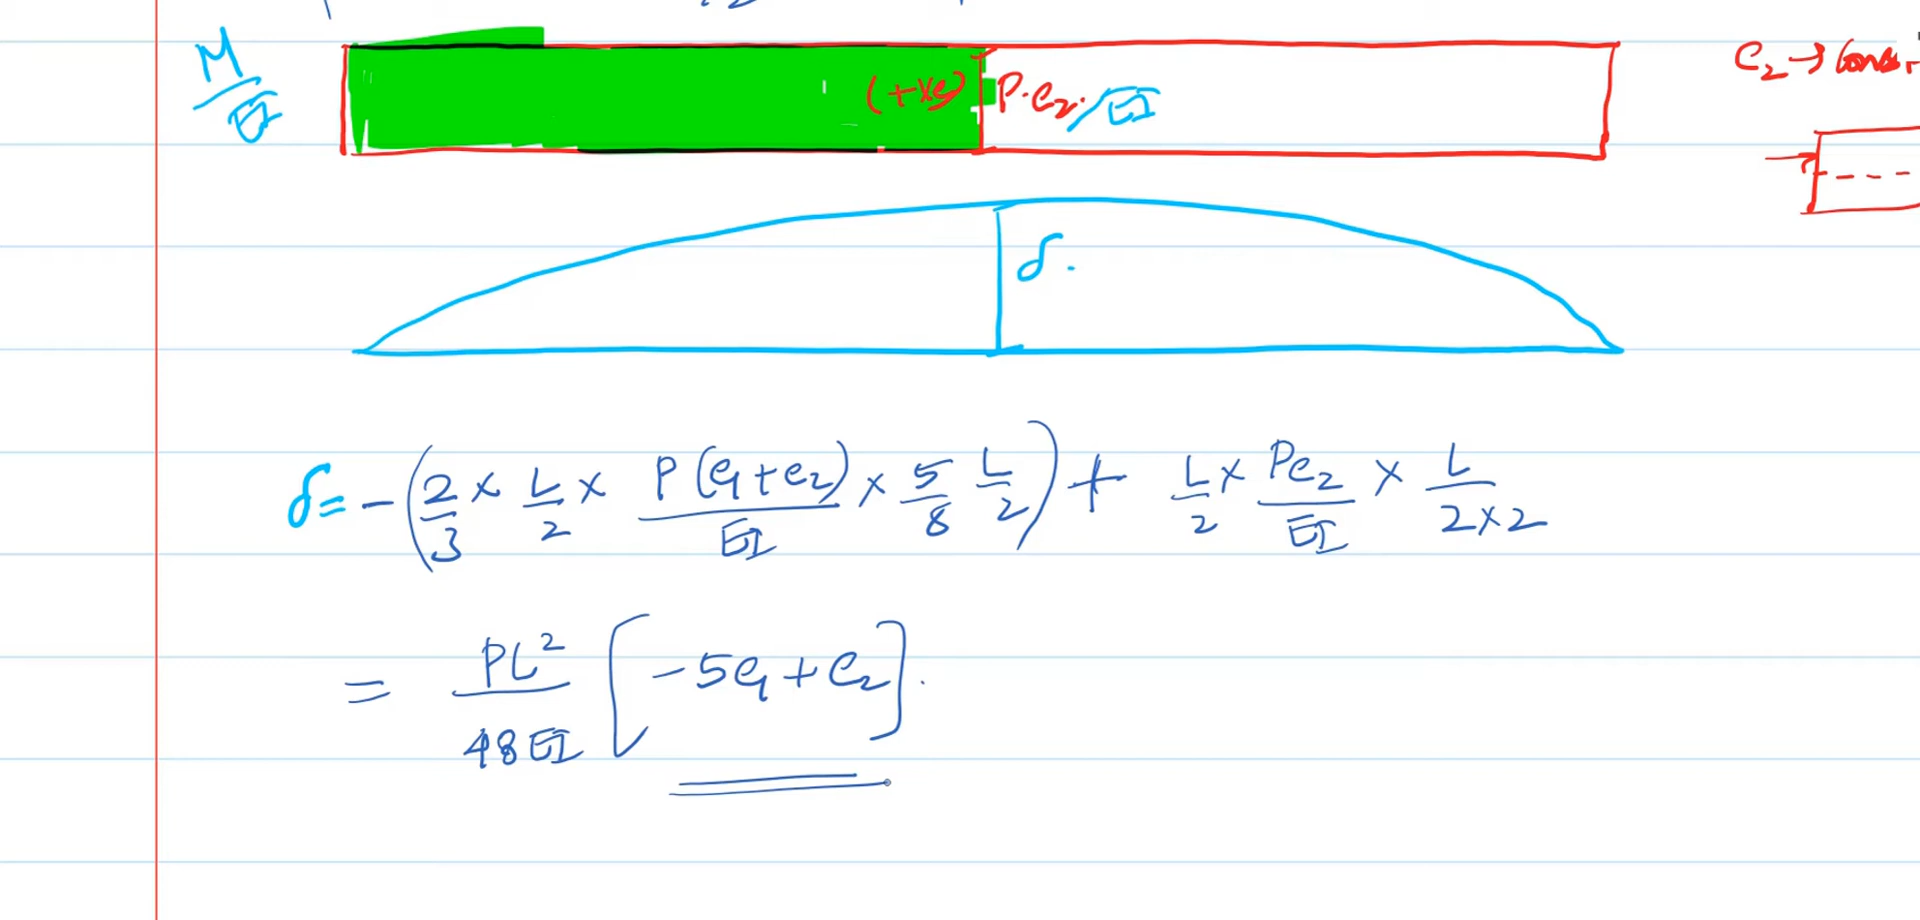 M/EI (+ve) P.e₂/EI e₂ →
δ.
δ = -(2/3 × L/2 × P(e₁+e₂)/EI × 5/8 L/2) + L/2 × Pe₂/EI × L/(2×2)
= PL²/48EI [-5e₁ + e₂].